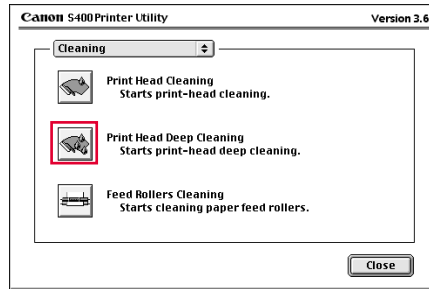 Canon S400 Printer Utility Version 3.6
Cleaning
Print Head Cleaning
Starts print-head cleaning.
Print Head Deep Cleaning
Starts print-head deep cleaning.
Feed Rollers Cleaning
Starts cleaning paper feed rollers.
Close